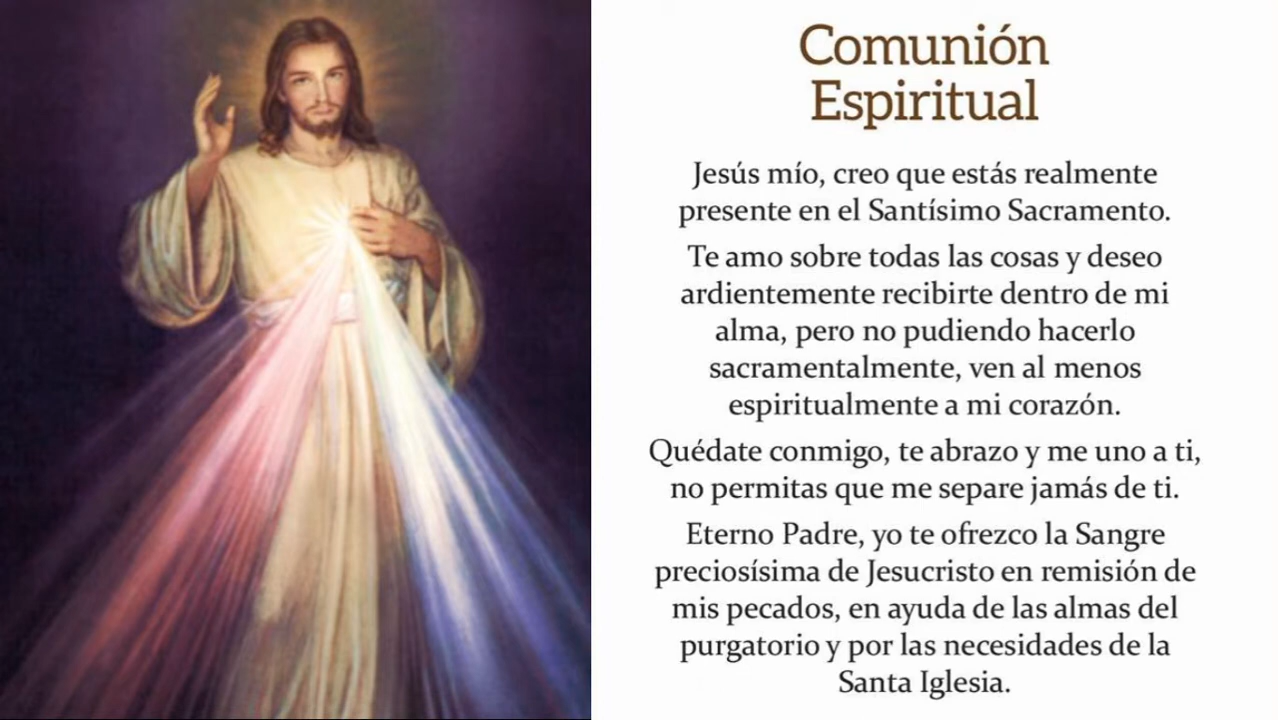 Comunión
Espiritual
Jesús mío, creo que estás realmente
presente en el Santísimo Sacramento.
Te amo sobre todas las cosas y deseo
ardientemente recibirte dentro de mi
alma, pero no pudiendo hacerlo
sacramentalmente, ven al menos
espiritualmente a mi corazón.
Quédate conmigo, te abrazo y me uno a ti,
no permitas que me separe jamás de ti.
Eterno Padre, yo te ofrezco la Sangre
preciosísima de Jesucristo en remisión de
mis pecados, en ayuda de las almas del
purgatorio y por las necesidades de la
Santa Iglesia.